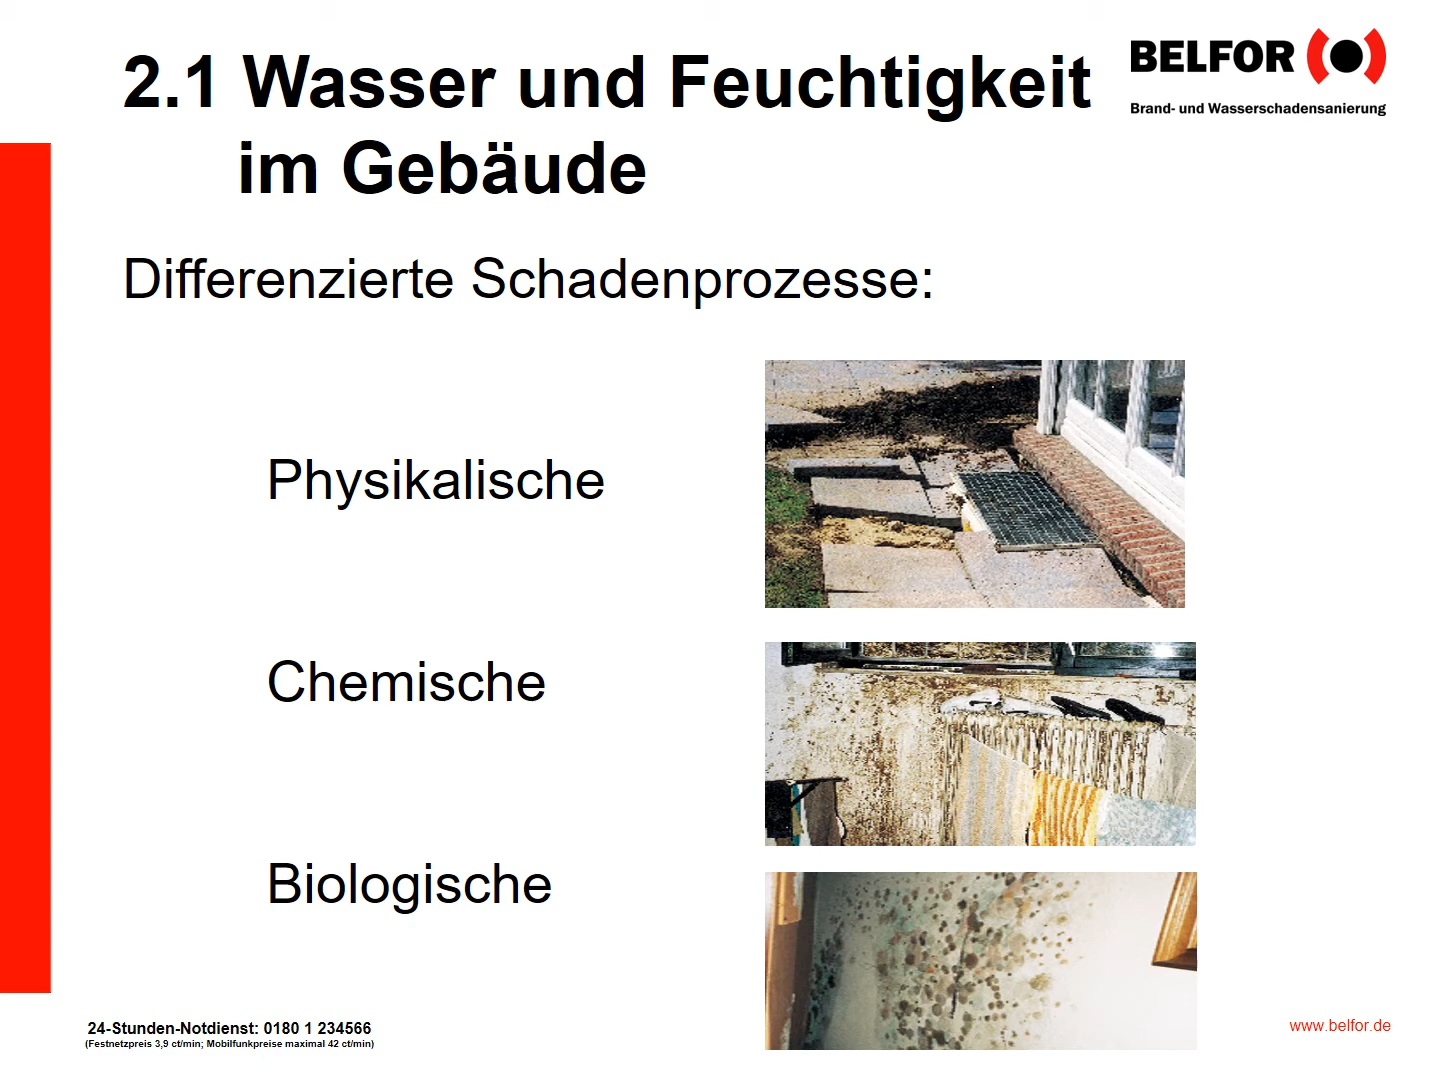 2.1 Wasser und Feuchtigkeit
im Gebäude
BELFOR
Brand- und Wasserschadensanierung
Differenzierte Schadenprozesse:
Physikalische
Chemische
Biologische
24-Stunden-Notdienst: 0180 1 234566
(Festnetzpreis 3,9 ct/min; Mobilfunkpreise maximal 42 ct/min)
www.belfor.de